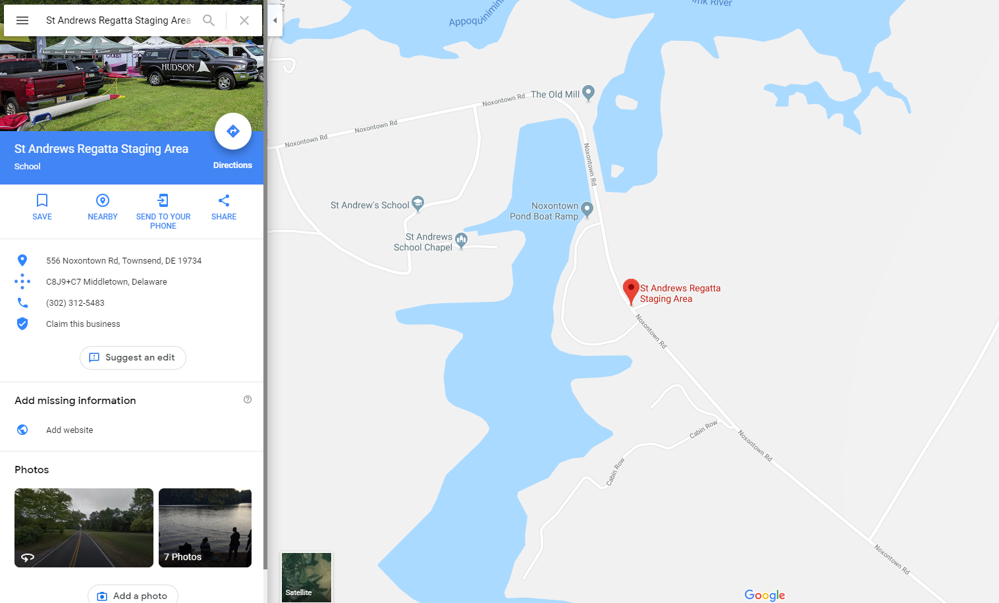 St Andrews Regatta Staging Area
HUDSON
St Andrews Regatta Staging Area
School
Directions
SAVE
NEARBY
SEND TO YOUR
PHONE
SHARE
556 Noxontown Rd, Townsend, DE 19734
C8J9+C7 Middletown, Delaware
(302) 312-5483
Claim this business
Suggest an edit
Add missing information
Add website
Photos
7 Photos
Add a photo
Appoquinimin
The Old Mill
Noxontown Rd
Noxontown Rd
Noxontown Rd
Noxontown Rd
St Andrew's School
Noxontown
Pond Boat Ramp
St Andrews
School Chapel
St Andrews Regatta
Staging Area
Noxontown Rd
Cabin Row
Noxontown Rd
Cabin Row
Noxontown Rd
Satellite
Google